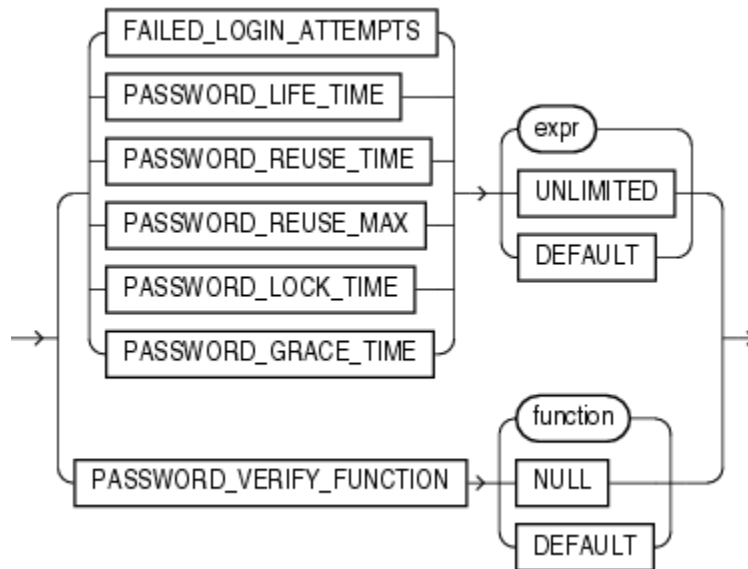 FAILED_LOGIN_ATTEMPTS
PASSWORD_LIFE_TIME
PASSWORD_REUSE_TIME
PASSWORD_REUSE_MAX
PASSWORD_LOCK_TIME
PASSWORD_GRACE_TIME
expr
UNLIMITED
DEFAULT
PASSWORD_VERIFY_FUNCTION
function
NULL
DEFAULT